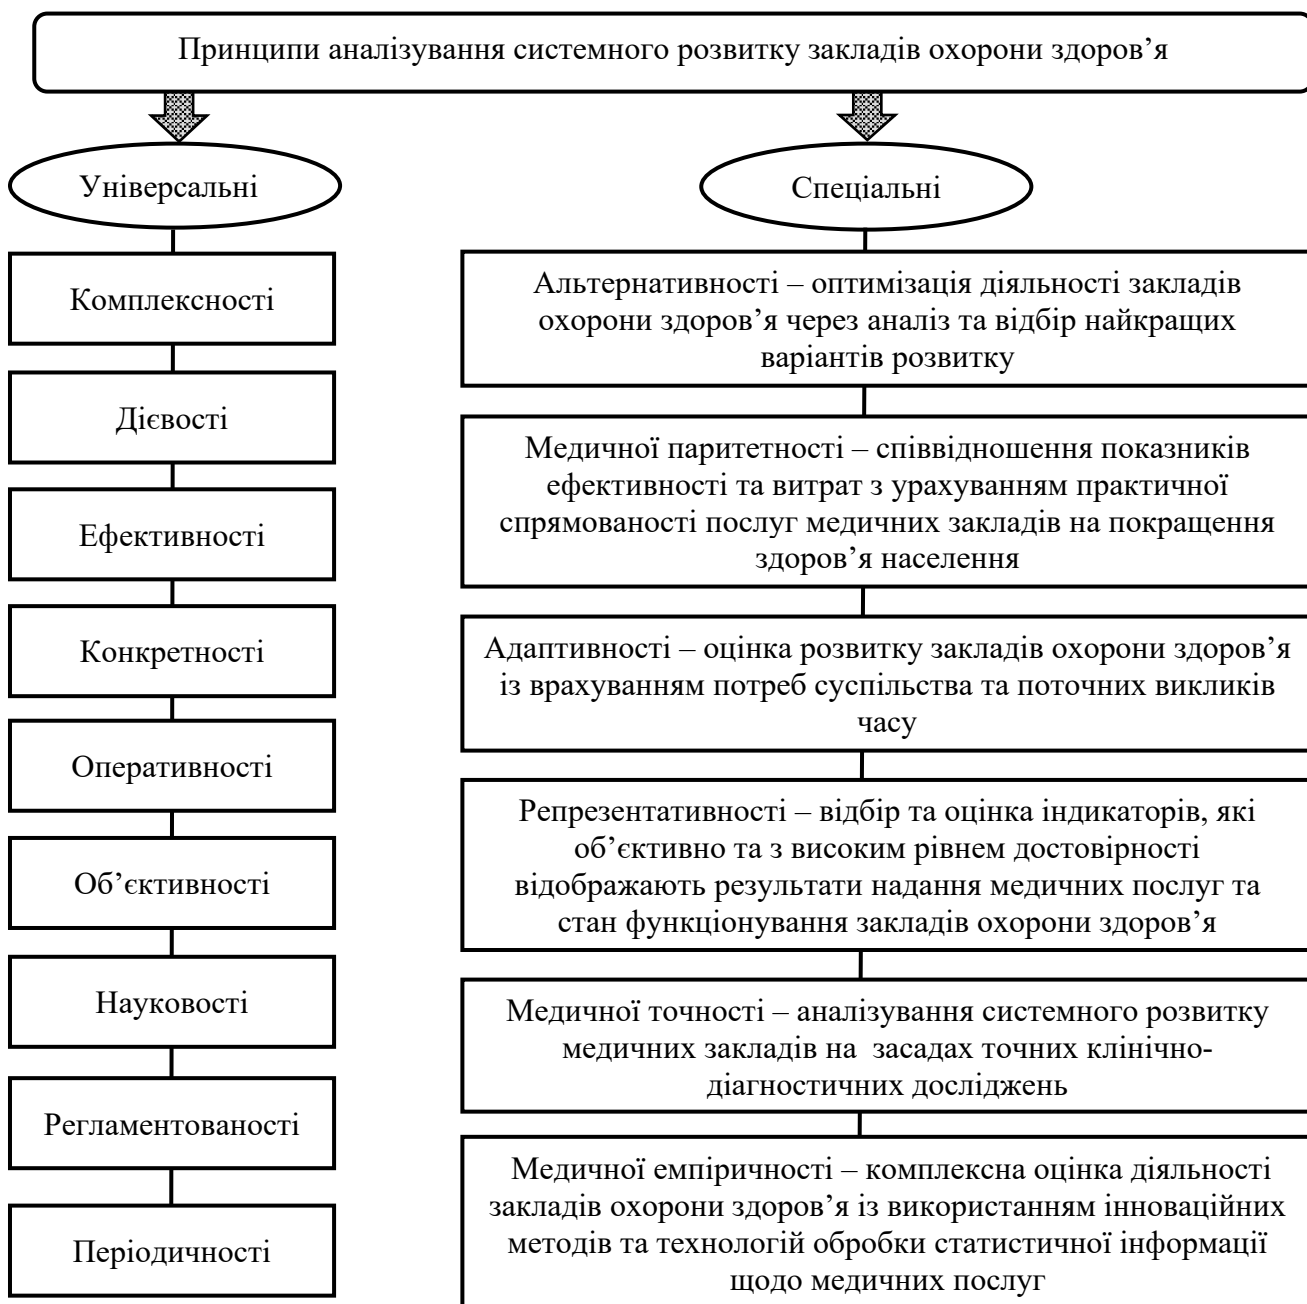 Принципи аналізування системного розвитку закладів охорони здоров’я
Універсальні
Комплексності
Дієвості
Ефективності
Конкретності
Оперативності
Об’єктивності
Науковості
Регламентованості
Періодичності
Спеціальні
Альтернативності – оптимізація діяльності закладів
охорони здоров’я через аналіз та відбір найкращих
варіантів розвитку
Медичної паритетності – співвідношення показників
ефективності та витрат з урахуванням практичної
спрямованості послуг медичних закладів на покращення
здоров’я населення
Адаптивності – оцінка розвитку закладів охорони здоров’я
із врахуванням потреб суспільства та поточних викликів
часу
Репрезентативності – відбір та оцінка індикаторів, які
об’єктивно та з високим рівнем достовірності
відображають результати надання медичних послуг та
стан функціонування закладів охорони здоров’я
Медичної точності – аналізування системного розвитку
медичних закладів на засадах точних клінічно-
діагностичних досліджень
Медичної емпіричності – комплексна оцінка діяльності
закладів охорони здоров’я із використанням інноваційних
методів та технологій обробки статистичної інформації
щодо медичних послуг